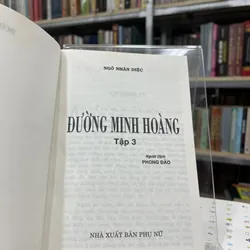 NGÔ NHÂN DIỆC
ĐƯỜNG MINH HOÀNG
Tập 3
Người dịch
PHONG ĐẢO
NHÀ XUẤT BẢN PHỤ NỮ